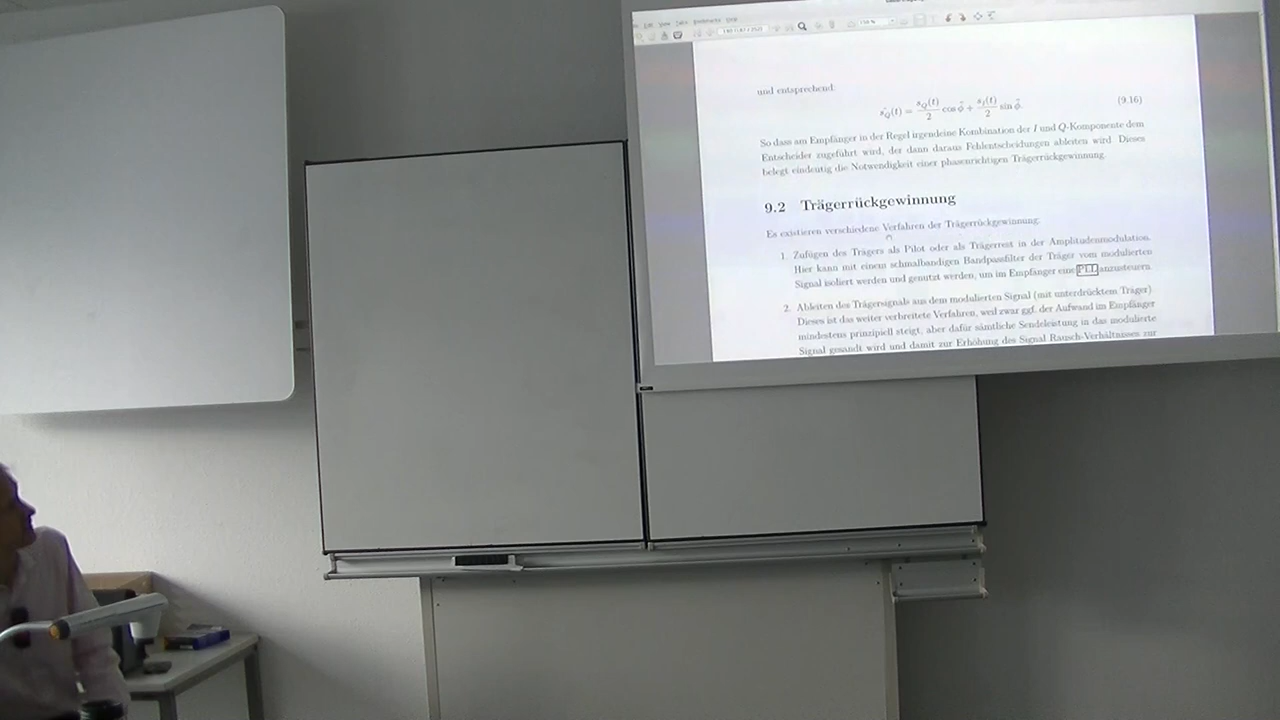 und entsprechend:
ŝ_Q(t) = s_Q(t)/2 cos φ̃ + s_I(t)/2 sin φ̃. (9.16)
So dass am Empfänger in der Regel irgendeine Kombination der I und Q-Komponente dem
Entscheider zugeführt wird, der dann daraus Fehlentscheidungen ableiten wird. Dieses
belegt eindeutig die Notwendigkeit einer phasenrichtigen Trägerrückgewinnung.
9.2 Trägerrückgewinnung
Es existieren verschiedene Verfahren der Trägerrückgewinnung:
1. Zufügen des Trägers als Pilot oder als Trägerrest in der Amplitudenmodulation.
Hier kann mit einem schmalbandigen Bandpassfilter der Träger vom modulierten
Signal isoliert werden und genutzt werden, um im Empfänger eine PLL anzusteuern.
2. Ableiten des Trägersignals aus dem modulierten Signal (mit unterdrücktem Träger).
Dieses ist das weiter verbreitete Verfahren, weil zwar ggf. der Aufwand im Empfänger
mindestens prinzipiell steigt, aber dafür sämtliche Sendeleistung in das modulierte
Signal gesandt wird und damit zur Erhöhung des Signal Rausch-Verhältnisses zur